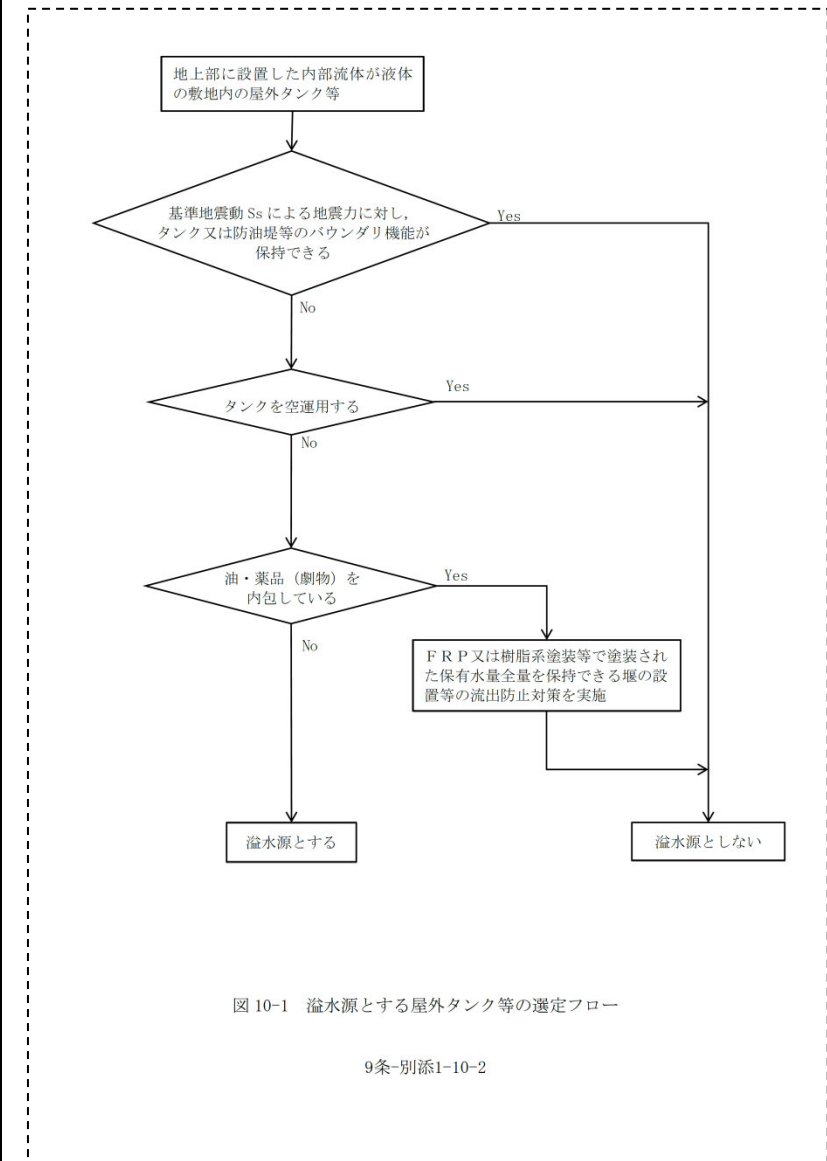 地上部に設置した内部流体が液体
の敷地内の屋外タンク等
基準地震動 Ss による地震力に対し,
タンク又は防油堤等のバウンダリ機能が
保持できる
Yes
No
タンクを空運用する
Yes
No
油・薬品（劇物）を
内包している
Yes
No
ＦＲＰ又は樹脂系塗装等で塗装され
た保有水量全量を保持できる堰の設
置等の流出防止対策を実施
溢水源とする
溢水源としない
図 10-1　溢水源とする屋外タンク等の選定フロー
9条-別添1-10-2